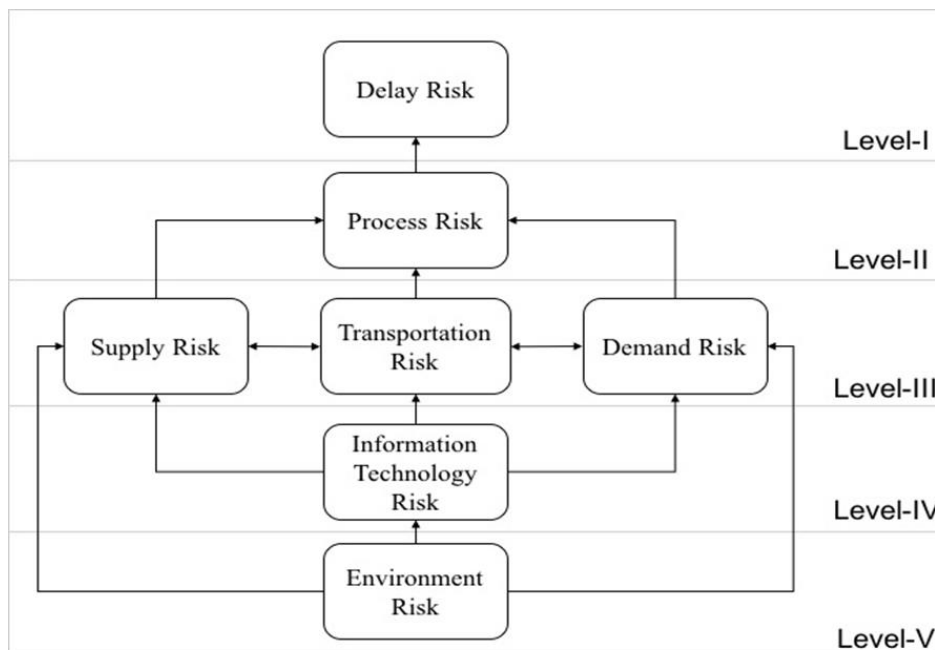 Delay Risk
Level-I
Process Risk
Level-II
Supply Risk
Transportation
Risk
Demand Risk
Level-III
Information
Technology
Risk
Level-IV
Environment
Risk
Level-V